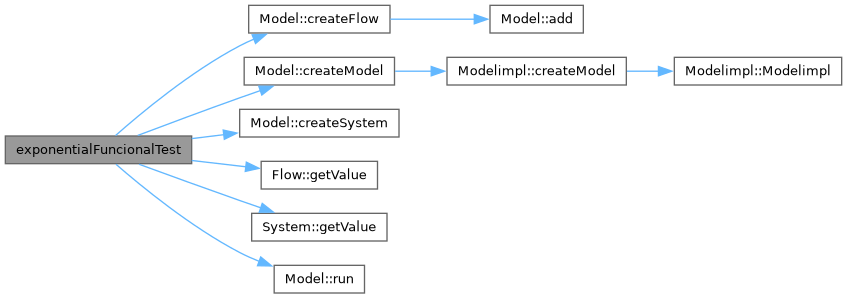 Model::createFlow
Model::add
Model::createModel
Modelimpl::createModel
Modelimpl::Modelimpl
Model::createSystem
exponentialFuncionalTest
Flow::getValue
System::getValue
Model::run